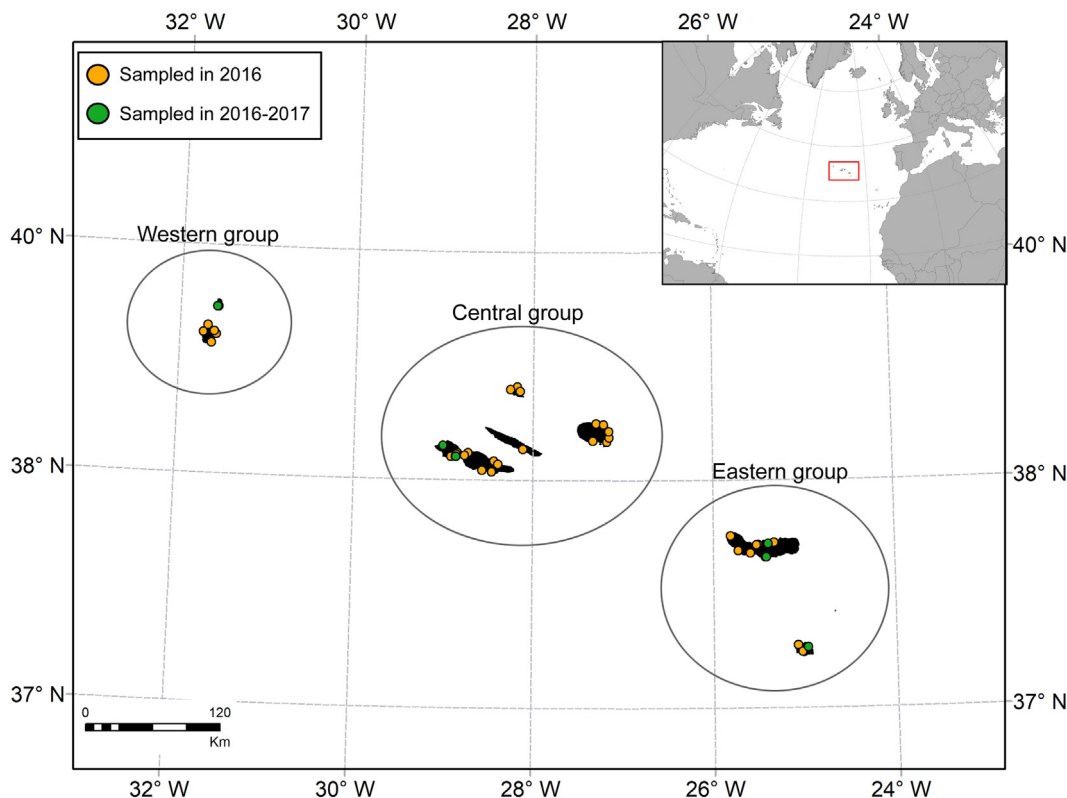 32° W 30° W 28° W 26° W 24° W
Sampled in 2016
Sampled in 2016-2017
40° N
40° N
Western group
Central group
38° N
38° N
Eastern group
37° N
37° N
0 120
Km
32° W 30° W 28° W 26° W 24° W